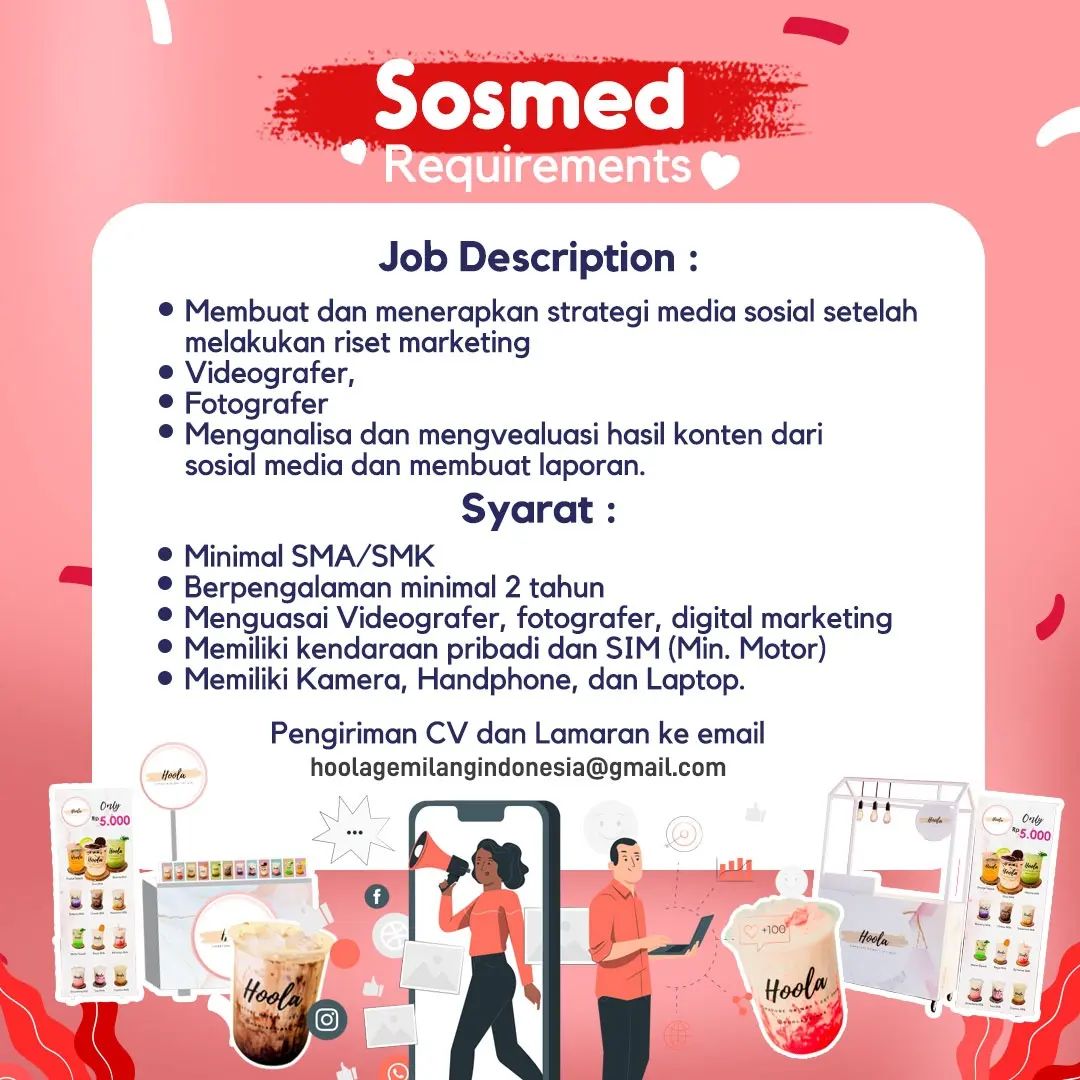 Sosmed
Requirements
Job Description :
Membuat dan menerapkan strategi media sosial setelah
melakukan riset marketing
Videografer,
Fotografer
Menganalisa dan mengvealuasi hasil konten dari
sosial media dan membuat laporan.
Syarat :
Minimal SMA/SMK
Berpengalaman minimal 2 tahun
Menguasai Videografer, fotografer, digital marketing
Memiliki kendaraan pribadi dan SIM (Min. Motor)
Memiliki Kamera, Handphone, dan Laptop.
Pengiriman CV dan Lamaran ke email
hoolagemilangindonesia@gmail.com
Hoola
Only
RP 5.000
Hoola
Hoola
+100
Hoola
Hoola
Hoola
Only
RP 5.000